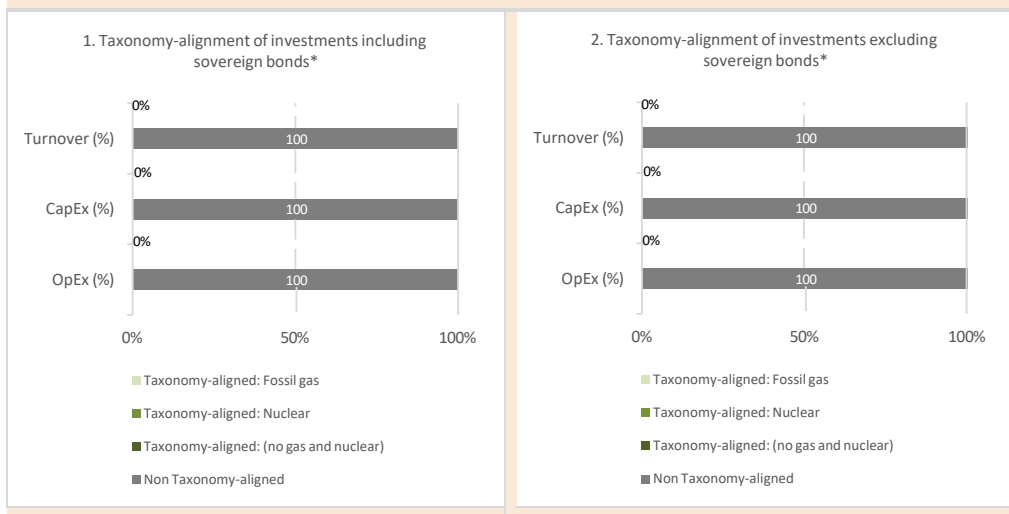 1. Taxonomy-alignment of investments including
sovereign bonds*
0%
Turnover (%)
100
0%
CapEx (%)
100
0%
OpEx (%)
100
0%
50%
100%
Taxonomy-aligned: Fossil gas
Taxonomy-aligned: Nuclear
Taxonomy-aligned: (no gas and nuclear)
Non Taxonomy-aligned
2. Taxonomy-alignment of investments excluding
sovereign bonds*
0%
Turnover (%)
100
0%
CapEx (%)
100
0%
OpEx (%)
100
0%
50%
100%
Taxonomy-aligned: Fossil gas
Taxonomy-aligned: Nuclear
Taxonomy-aligned: (no gas and nuclear)
Non Taxonomy-aligned